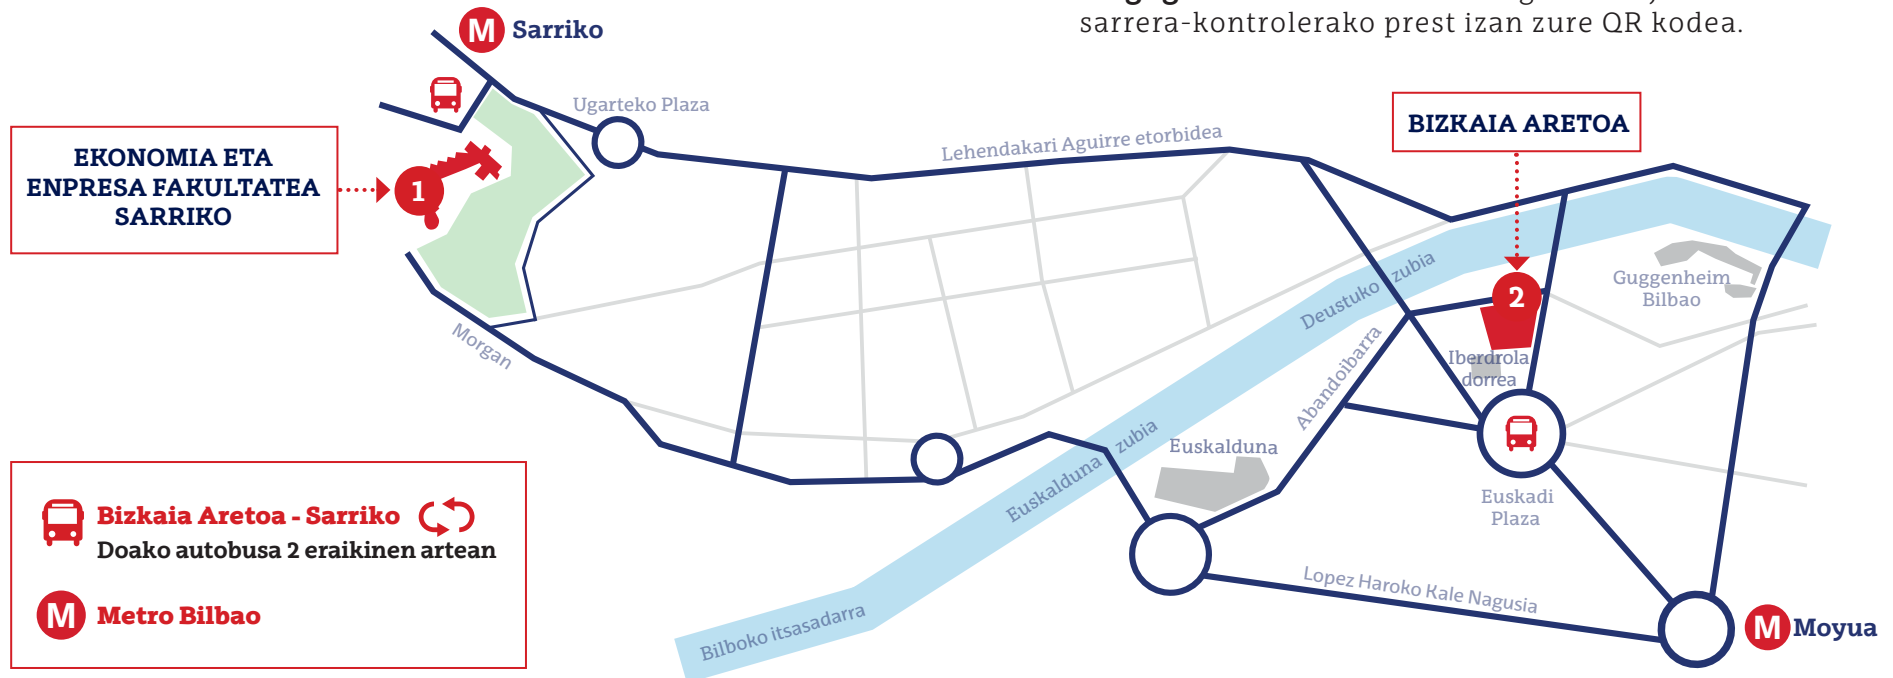 sarrera-kontrolerako prest izan zure QR kodea.
M Sarriko
Ugarteko Plaza
EKONOMIA ETA
ENPRESA FAKULTATEA
SARRIKO
1
Lehendakari Aguirre etorbidea
BIZKAIA ARETOA
2
Guggenheim
Bilbao
Deustuko zubia
Iberdrola
dorrea
Abandoibarra
Morgan
Euskalduna zubia
Euskalduna
Euskadi
Plaza
Lopez Haroko Kale Nagusia
M Moyua
Bilboko itsasadarra
Bizkaia Aretoa - Sarriko
Doako autobusa 2 eraikinen artean
M Metro Bilbao